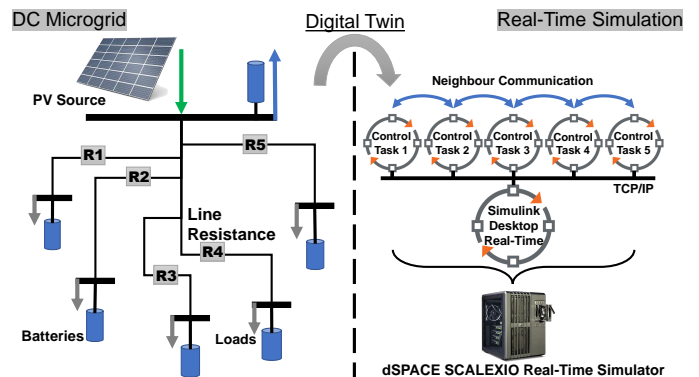 DC Microgrid
Digital Twin
Real-Time Simulation
PV Source
R1
R2
R5
Line
Resistance
R4
R3
Batteries
Loads
Neighbour Communication
Control
Task 1
Control
Task 2
Control
Task 3
Control
Task 4
Control
Task 5
TCP/IP
Simulink
Desktop
Real-Time
dSPACE SCALEXIO Real-Time Simulator